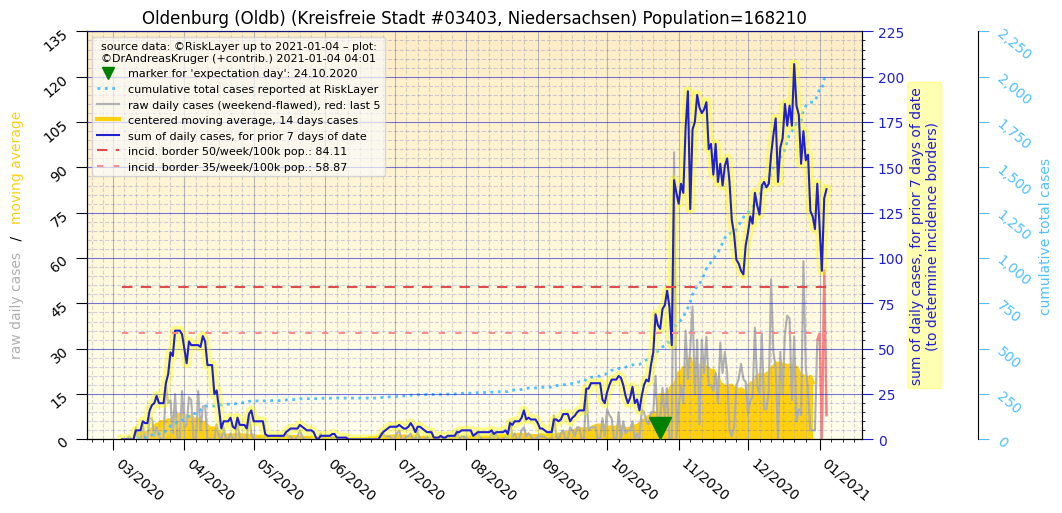 Oldenburg (Oldb) (Kreisfreie Stadt #03403, Niedersachsen) Population=168210
source data: ©RiskLayer up to 2021-01-04 – plot:
©DrAndreasKruger (+contrib.) 2021-01-04 04:01
marker for 'expectation day': 24.10.2020
cumulative total cases reported at RiskLayer
raw daily cases (weekend-flawed), red: last 5
centered moving average, 14 days cases
sum of daily cases, for prior 7 days of date
incid. border 50/week/100k pop.: 84.11
incid. border 35/week/100k pop.: 58.87
raw daily cases / moving average
135
120
105
90
75
60
45
30
15
0
03/2020
04/2020
05/2020
06/2020
07/2020
08/2020
09/2020
10/2020
11/2020
12/2020
01/2021
225
200
175
150
125
100
75
50
25
0
sum of daily cases, for prior 7 days of date
(to determine incidence borders)
2,250
2,000
1,750
1,500
1,250
1,000
750
500
250
0
cumulative total cases